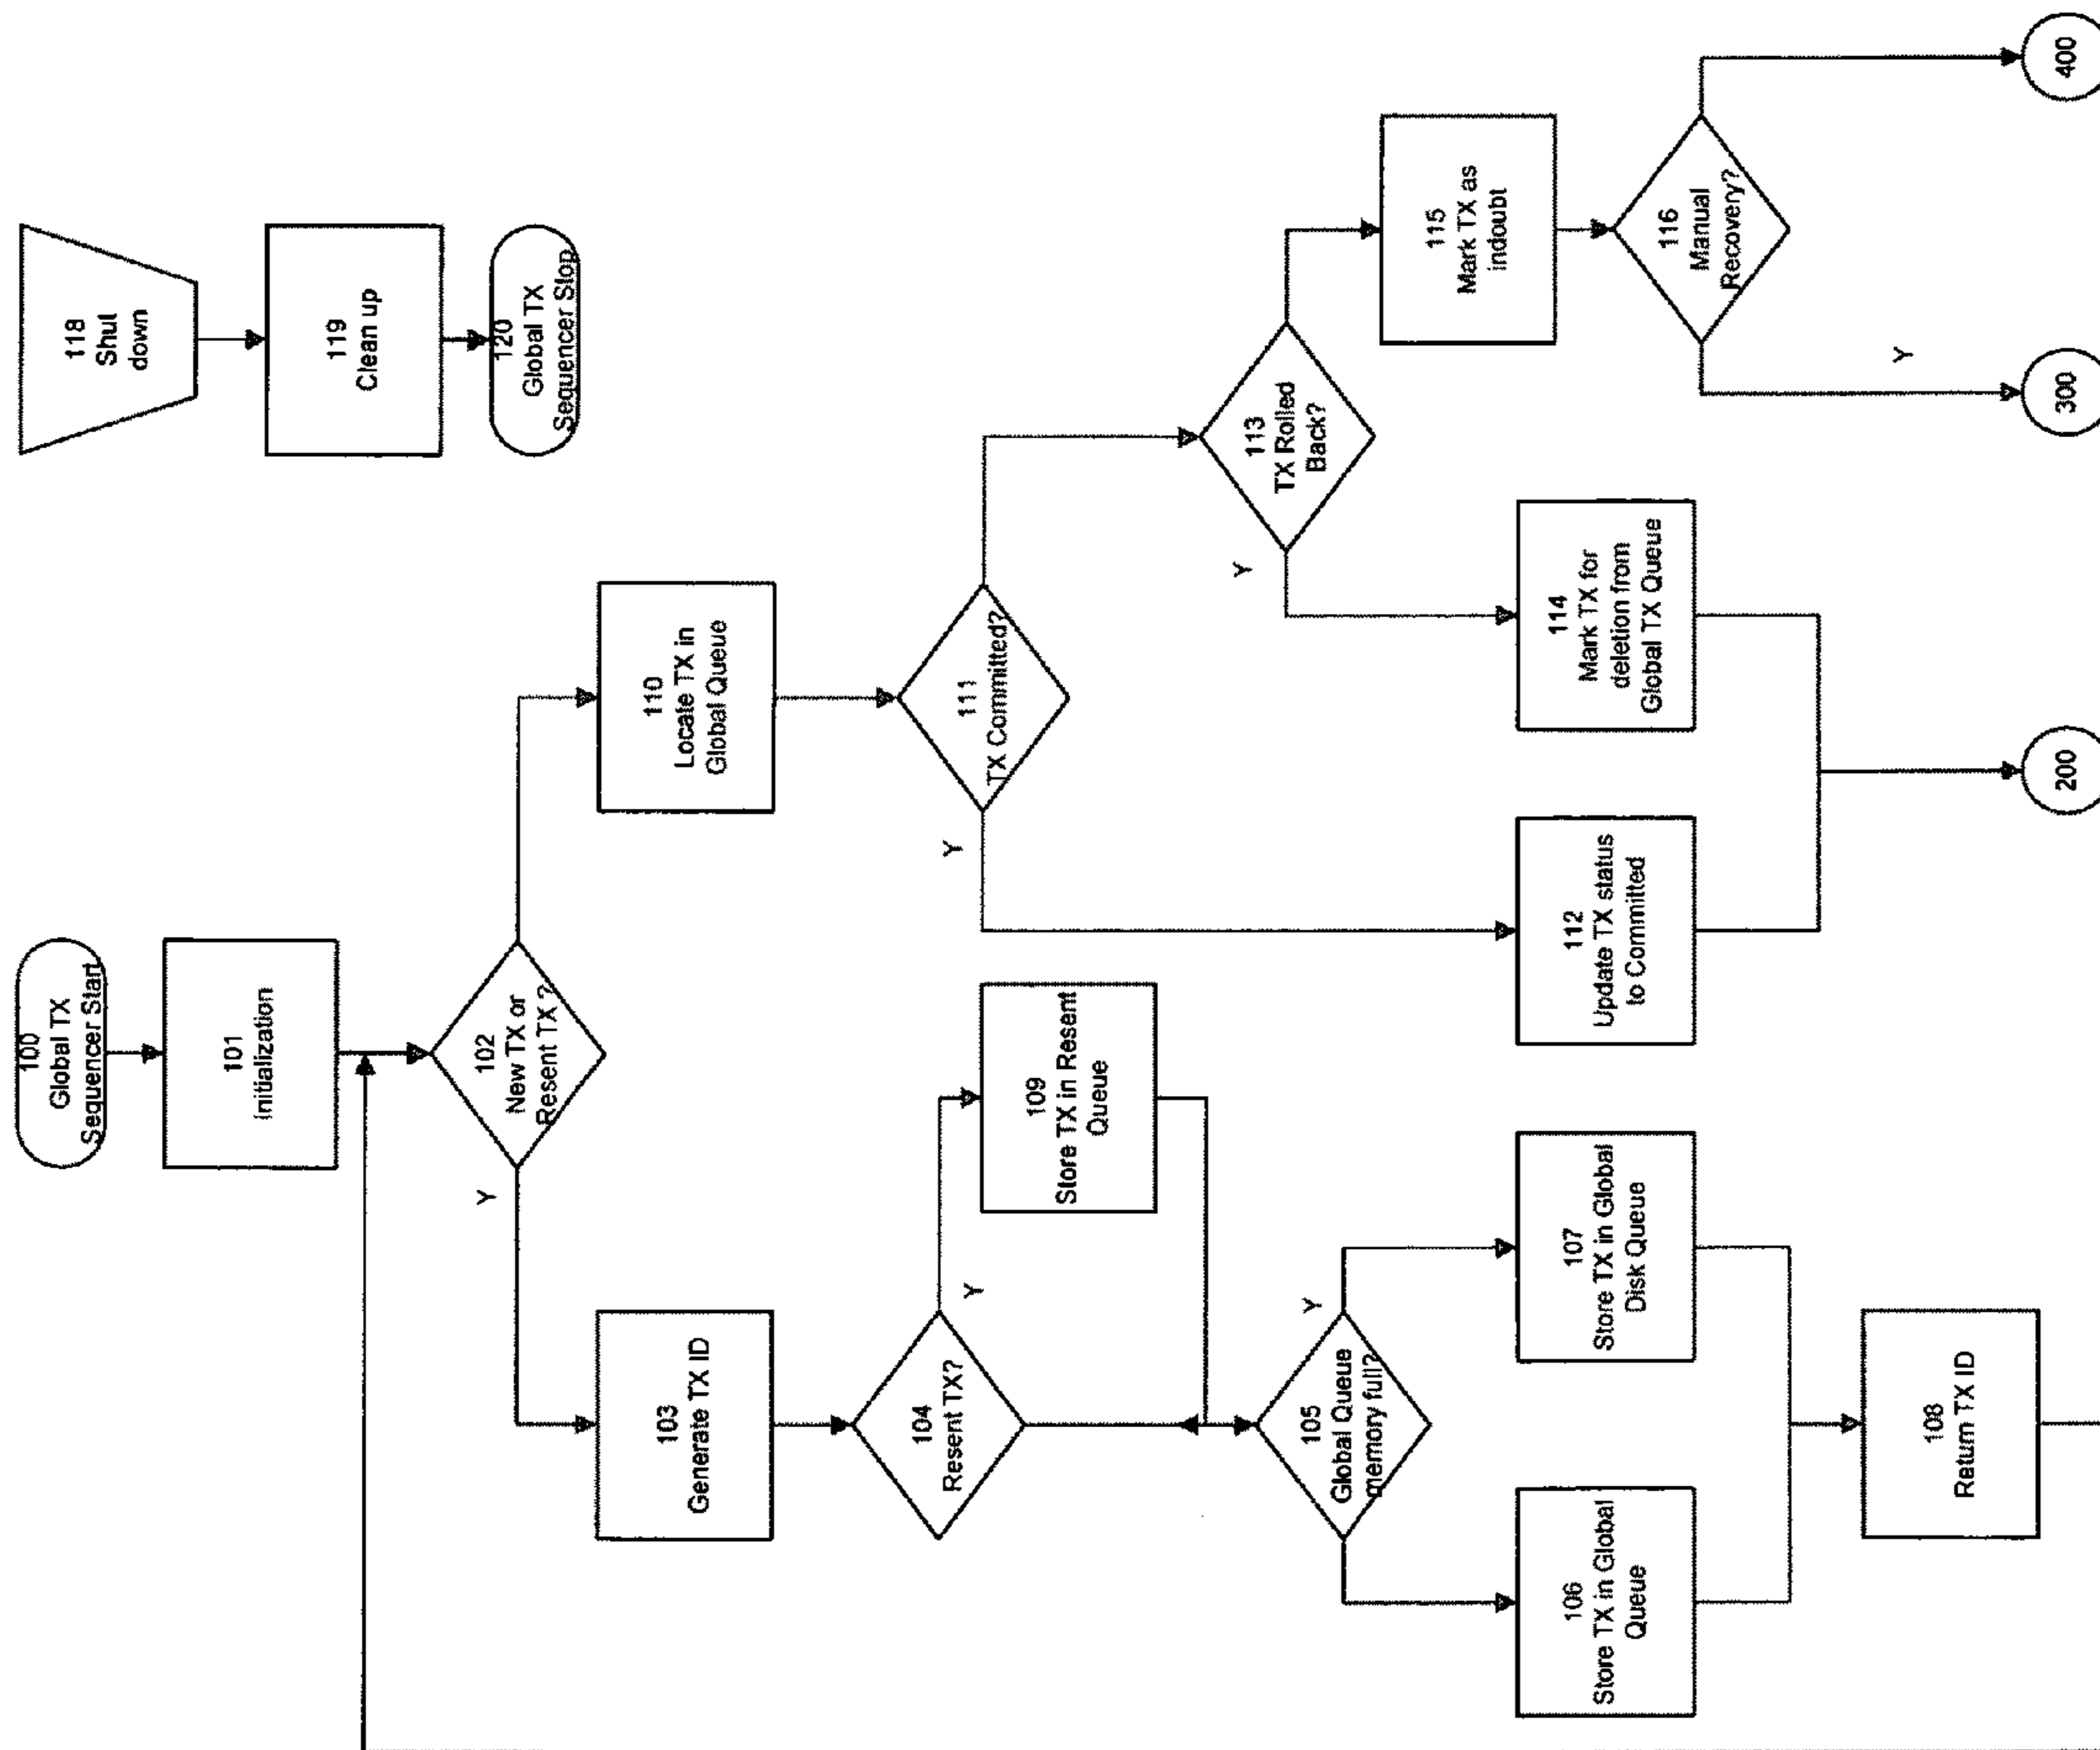 100
Global TX
Sequencer Start
101
Initialization
102
New TX or
Resent TX ?
Y
103
Generate TX ID
104
Resent TX?
Y
109
Store TX in Resent
Queue
105
Global Queue
memory full?
Y
106
Store TX in Global
Queue
107
Store TX in Global
Disk Queue
108
Return TX ID
110
Locate TX in
Global Queue
111
TX Committed?
Y
112
Update TX status
to Committed
113
TX Rolled
Back?
Y
114
Mark TX for
deletion from
Global TX Queue
115
Mark TX as
indoubt
116
Manual
Recovery?
Y
200
300
400
118
Shut
down
119
Clean up
120
Global TX
Sequencer Stop